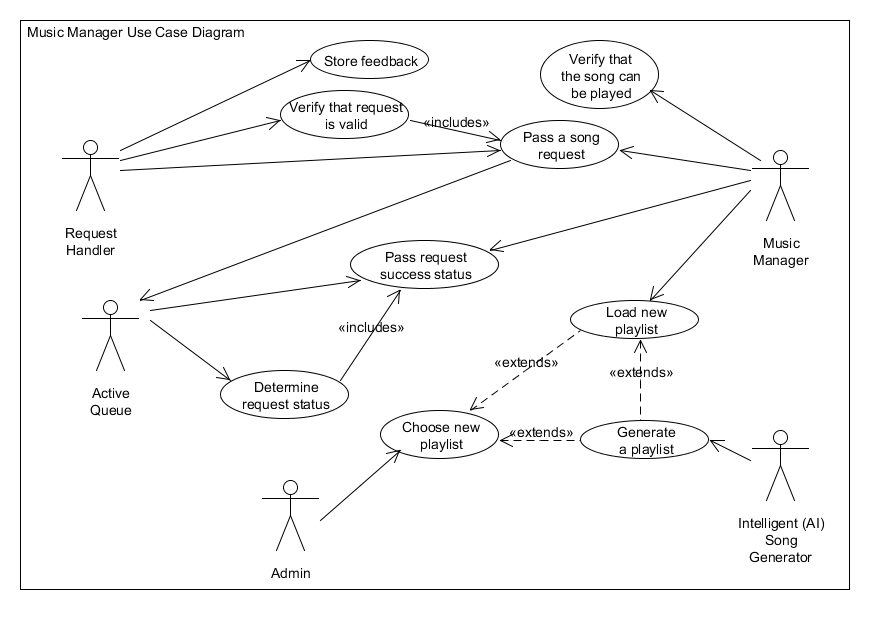 Music Manager Use Case Diagram
Store feedback
Verify that
the song can
be played
Verify that request
is valid
«includes»
Pass a song
request
Request
Handler
Music
Manager
Pass request
success status
Load new
playlist
«includes»
«extends»
«extends»
Active
Queue
Determine
request status
Choose new
playlist
«extends»
Generate
a playlist
Intelligent (AI)
Song
Generator
Admin